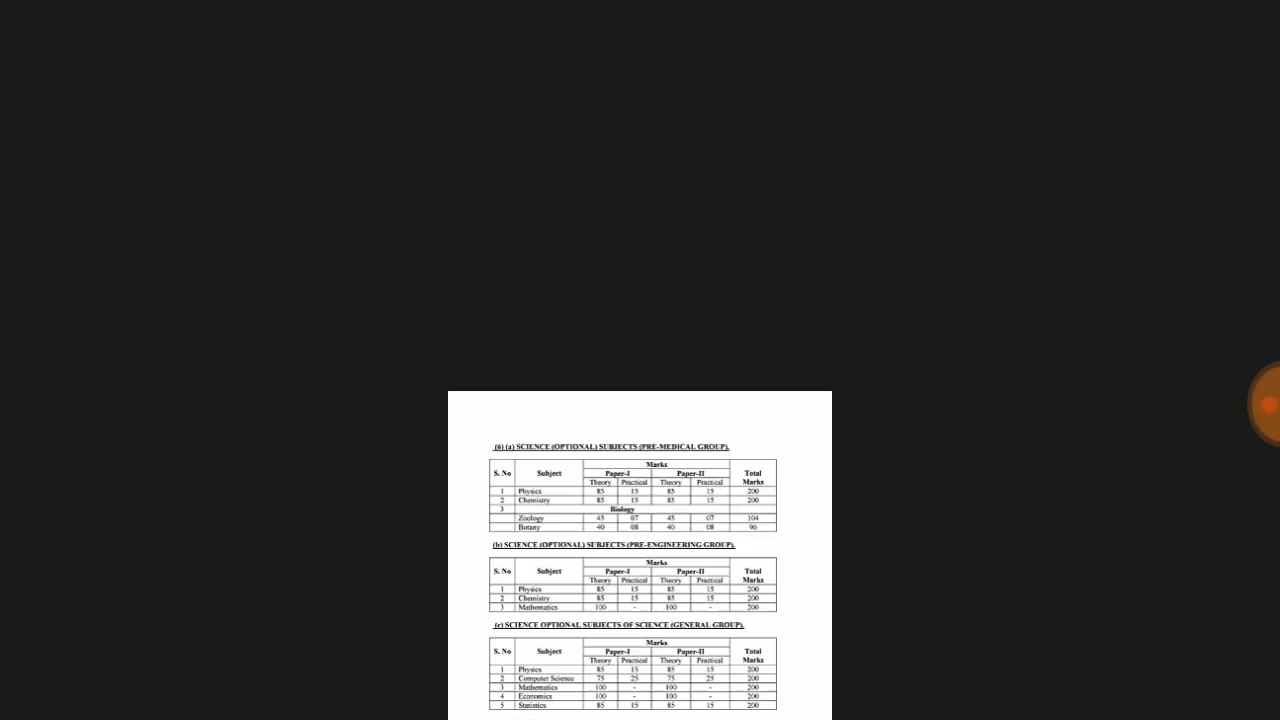 (6) (a) SCIENCE (OPTIONAL) SUBJECTS (PRE-MEDICAL GROUP).
Marks
S. No Subject Paper-I Paper-II Total Marks
Theory Practical Theory Practical
1 Physics 85 15 85 15 200
2 Chemistry 85 15 85 15 200
3 Biology
Zoology 45 07 45 07 104
Botany 40 08 40 08 96
(b) SCIENCE (OPTIONAL) SUBJECTS (PRE-ENGINEERING GROUP).
Marks
S. No Subject Paper-I Paper-II Total Marks
Theory Practical Theory Practical
1 Physics 85 15 85 15 200
2 Chemistry 85 15 85 15 200
3 Mathematics 100 - 100 - 200
(c) SCIENCE OPTIONAL SUBJECTS OF SCIENCE (GENERAL GROUP).
Marks
S. No Subject Paper-I Paper-II Total Marks
Theory Practical Theory Practical
1 Physics 85 15 85 15 200
2 Computer Science 75 25 75 25 200
3 Mathematics 100 - 100 - 200
4 Economics 100 - 100 - 200
5 Statistics 85 15 85 15 200